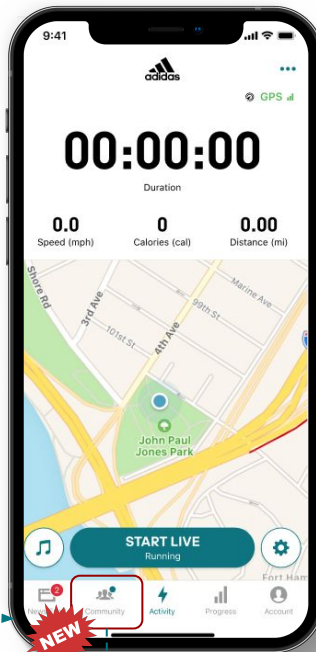 9:41
adidas
GPS
00:00:00
Duration
0.0 0 0.00
Speed (mph) Calories (cal) Distance (mi)
Shore Rd
3rd Ave
101st St
4th Ave
99th St
Marine Ave
John Paul
Jones Park
START LIVE
Running
Fort Ham
2
Community Activity Progress Account
NEW